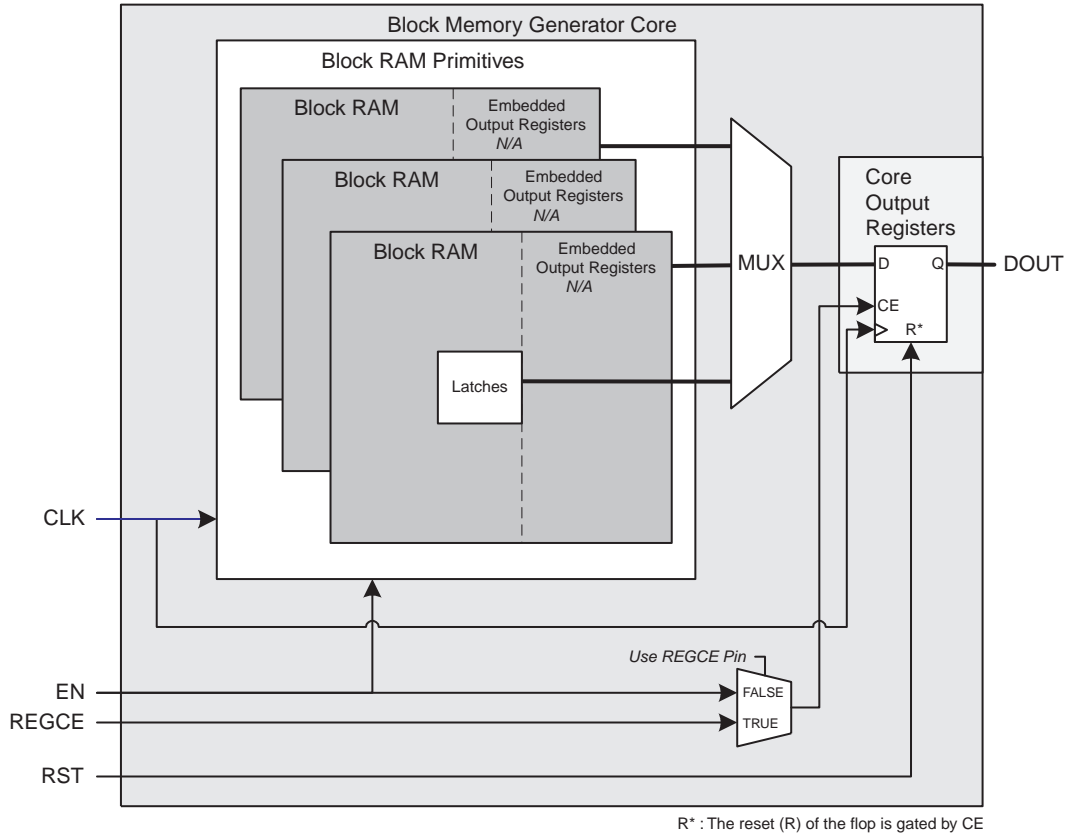 Block Memory Generator Core
Block RAM Primitives
Block RAM
Embedded
Output Registers
N/A
Block RAM
Embedded
Output Registers
N/A
Block RAM
Embedded
Output Registers
N/A
Latches
MUX
Core
Output
Registers
D Q
CE
R*
DOUT
CLK
Use REGCE Pin
EN
FALSE
REGCE
TRUE
RST
R* : The reset (R) of the flop is gated by CE